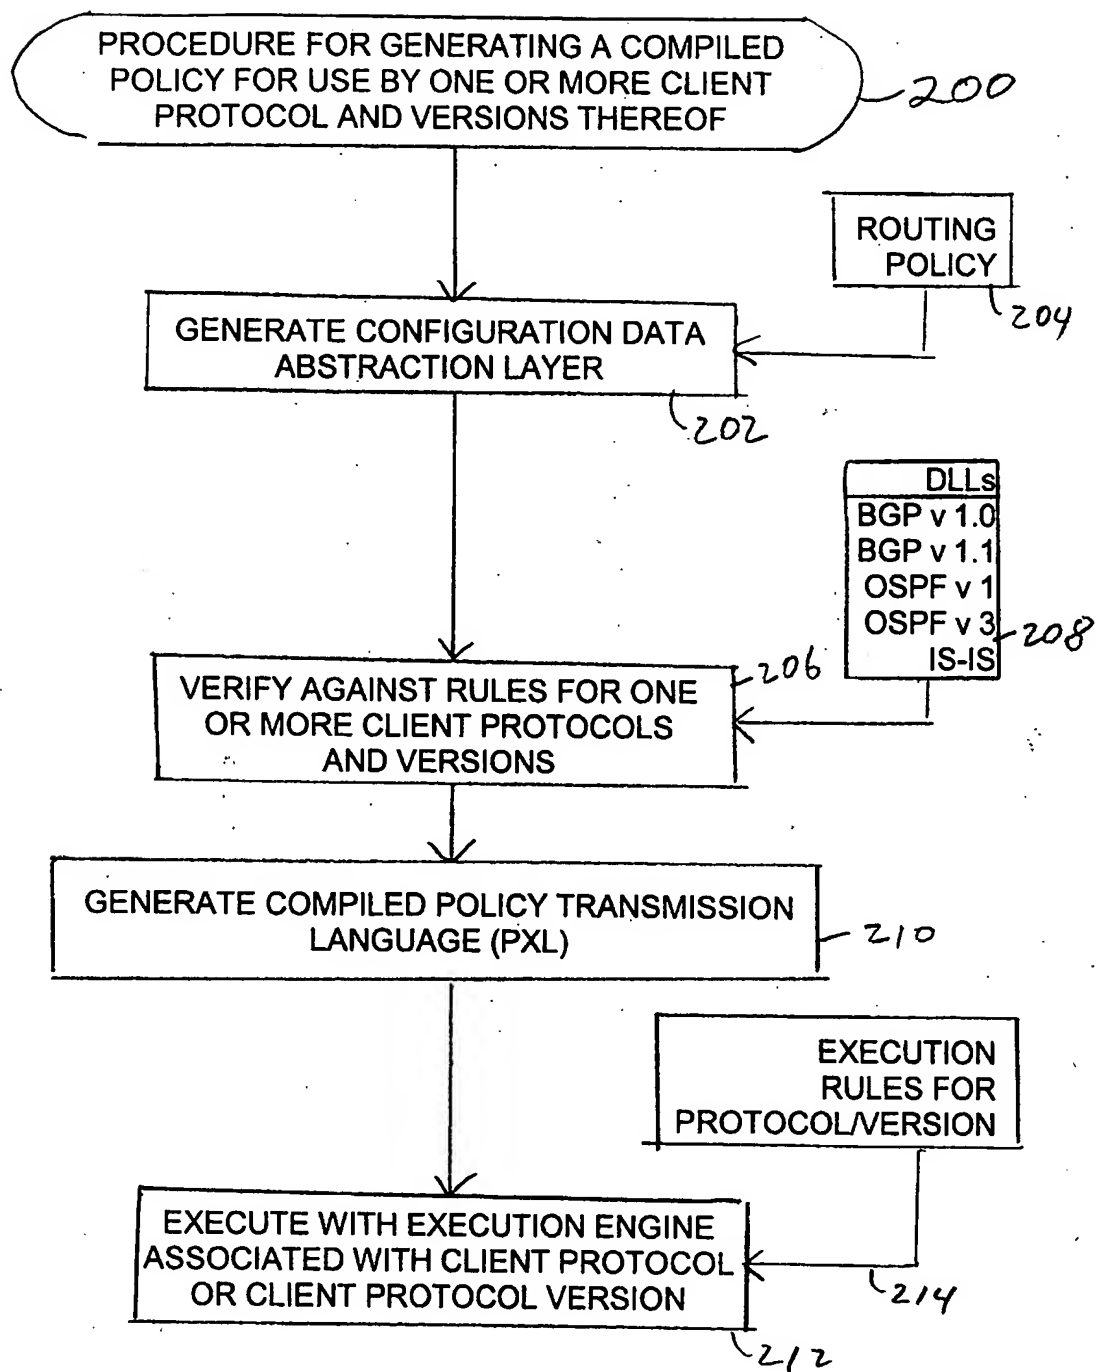 PROCEDURE FOR GENERATING A COMPILED
POLICY FOR USE BY ONE OR MORE CLIENT
PROTOCOL AND VERSIONS THEREOF
200
ROUTING
POLICY
204
GENERATE CONFIGURATION DATA
ABSTRACTION LAYER
202
DLLs
BGP v 1.0
BGP v 1.1
OSPF v 1
OSPF v 3
IS-IS
208
206
VERIFY AGAINST RULES FOR ONE
OR MORE CLIENT PROTOCOLS
AND VERSIONS
GENERATE COMPILED POLICY TRANSMISSION
LANGUAGE (PXL)
210
EXECUTION
RULES FOR
PROTOCOL/VERSION
EXECUTE WITH EXECUTION ENGINE
ASSOCIATED WITH CLIENT PROTOCOL
OR CLIENT PROTOCOL VERSION
214
212